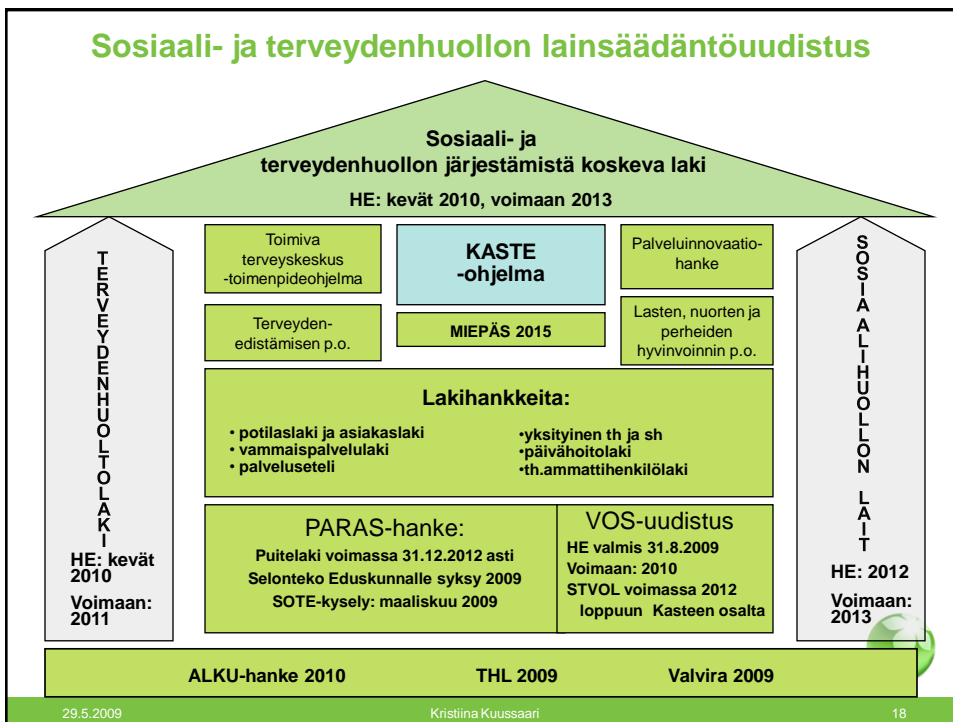 Sosiaali- ja terveydenhuollon lainsäädäntöuudistus
Sosiaali- ja
terveydenhuollon järjestämistä koskeva laki
HE: kevät 2010, voimaan 2013
TERVEYDENHUOLTOLAKI
HE: kevät
2010
Voimaan:
2011
Toimiva
terveyskeskus
-toimenpideohjelma
KASTE
-ohjelma
Palveluinnovaatio-
hanke
Terveyden-
edistämisen p.o.
MIEPÄS 2015
Lasten, nuorten ja
perheiden
hyvinvoinnin p.o.
Lakihankkeita:
• potilaslaki ja asiakaslaki
• vammaispalvelulaki
• palveluseteli
•yksityinen th ja sh
•päivähoitolaki
•th.ammattihenkilölaki
PARAS-hanke:
Puitelaki voimassa 31.12.2012 asti
Selonteko Eduskunnalle syksy 2009
SOTE-kysely: maaliskuu 2009
VOS-uudistus
HE valmis 31.8.2009
Voimaan: 2010
STVOL voimassa 2012
loppuun Kasteen osalta
SOSIAALIHUOLLON LAIT
HE: 2012
Voimaan:
2013
ALKU-hanke 2010 THL 2009 Valvira 2009
29.5.2009 Kristiina Kuussaari 18